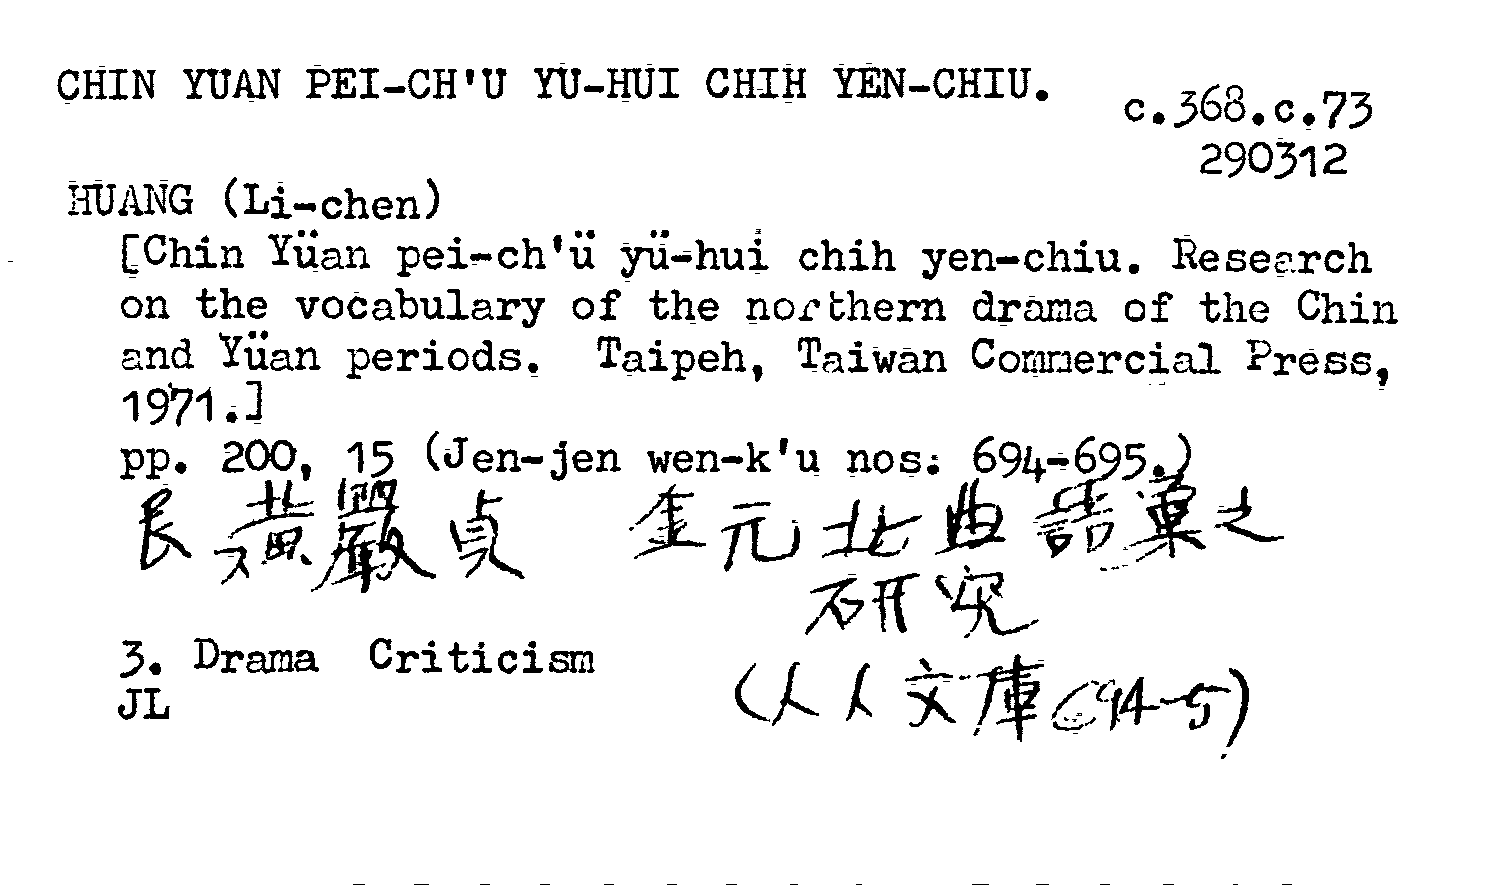 CHIN YUAN PEI-CH'U YU-HUI CHIH YEN-CHIU.
c.368.c.73
290312
HUANG (Li-chen)
[Chin Yüan pei-ch'ü yü-hui chih yen-chiu. Research
on the vocabulary of the northern drama of the Chin
and Yüan periods. Taipeh, Taiwan Commercial Press,
1971.]
pp. 200, 15 (Jen-jen wen-k'u nos: 694-695.)
黃 貞 金元北曲語彙之
研究
3. Drama Criticism
(人人文庫 694-5)
JL